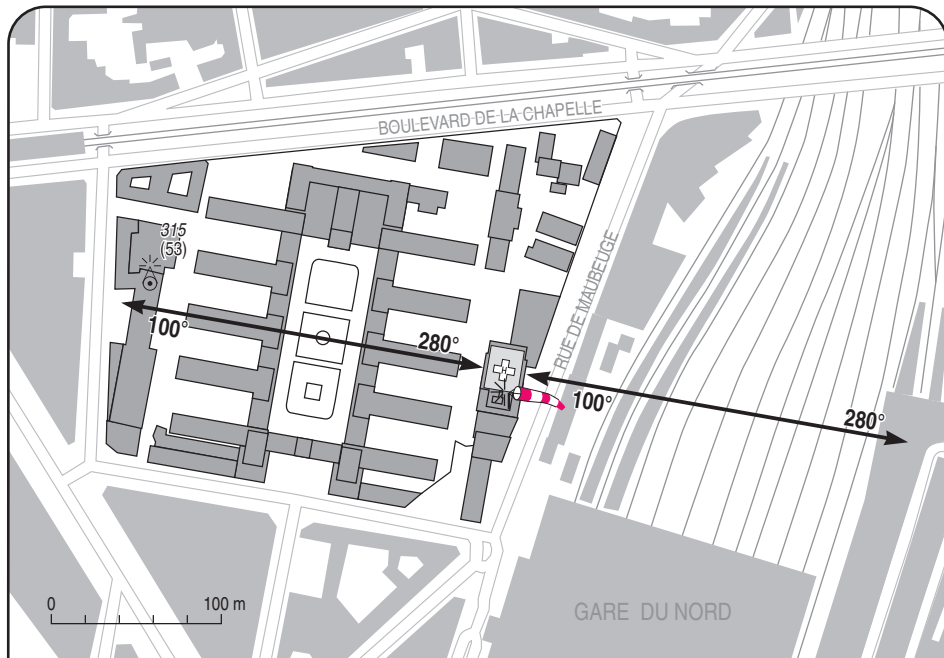 BOULEVARD DE LA CHAPELLE
315
(53)
RUE DE MAUBEUGE
100°
280°
H
100°
280°
0 100 m
GARE DU NORD